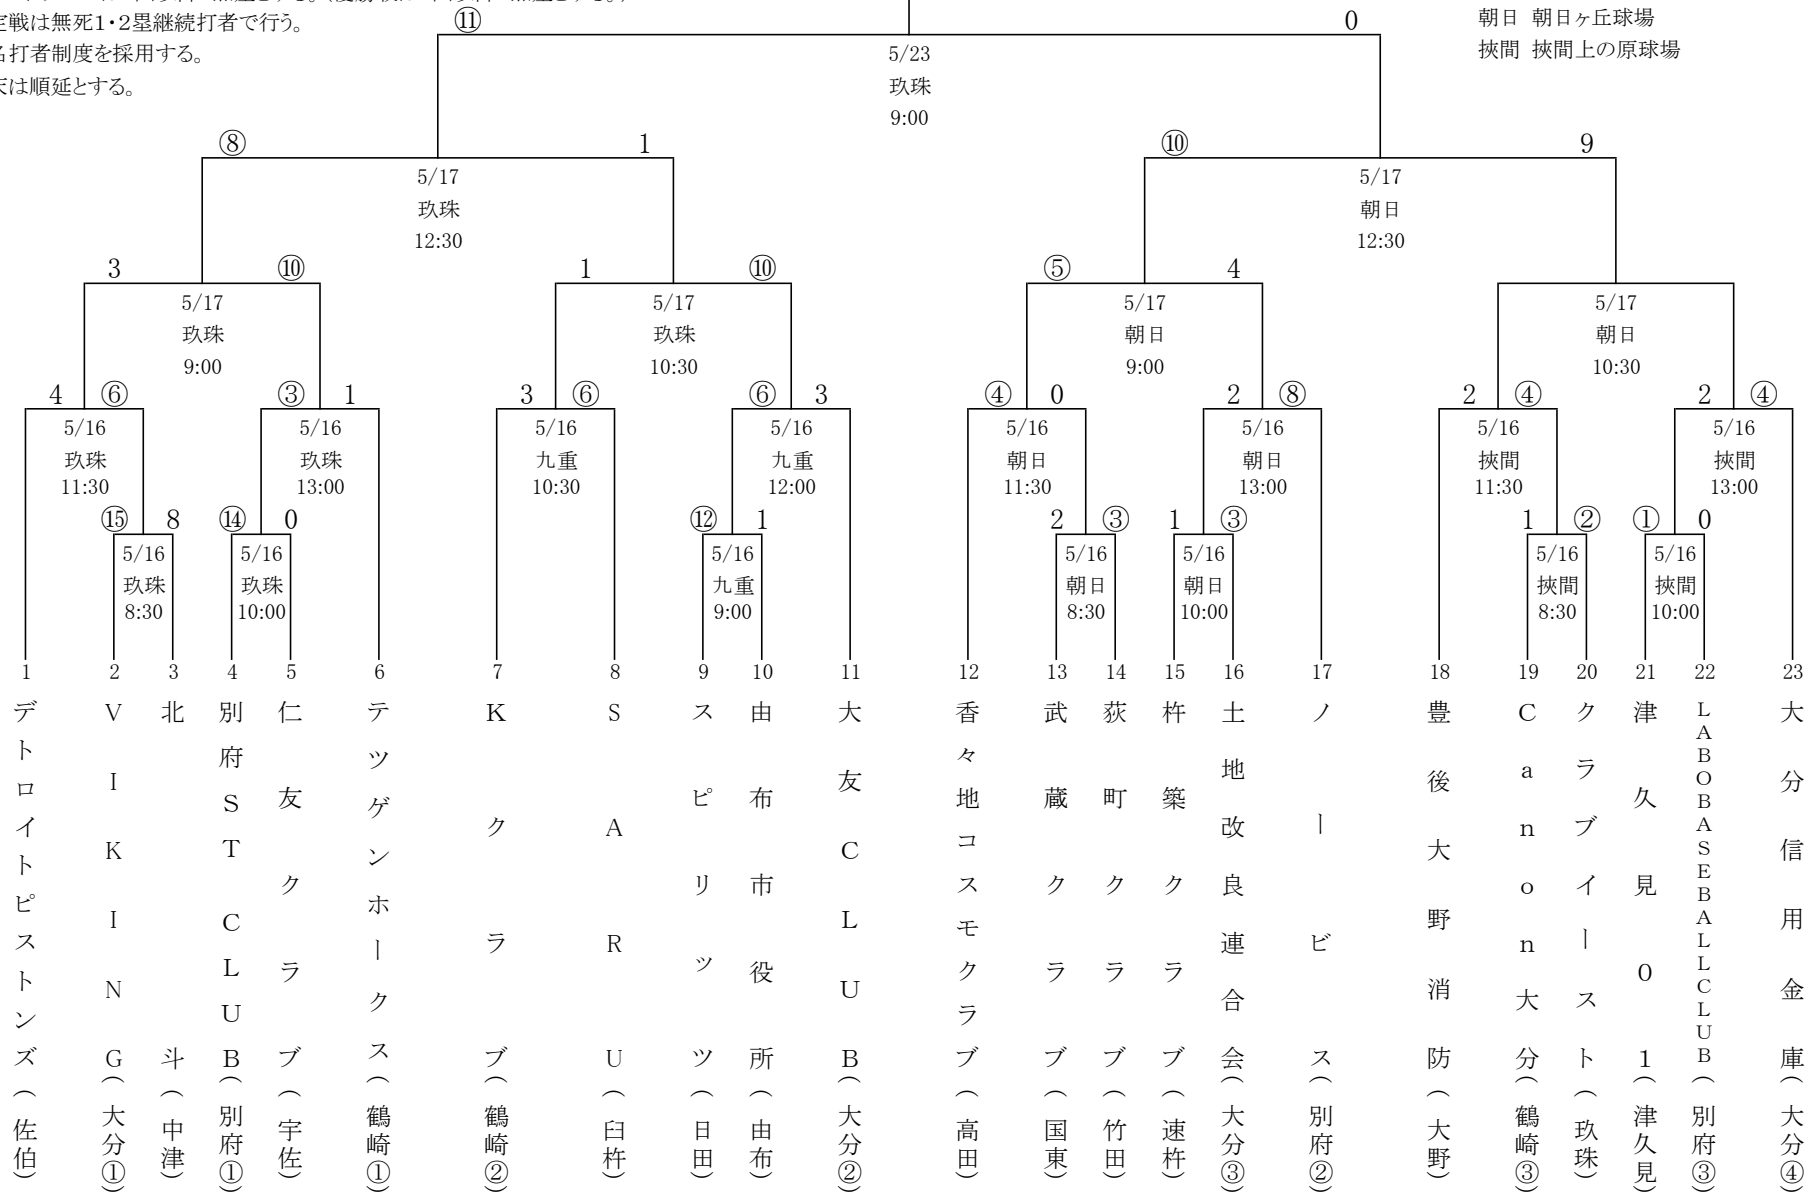 定戦は無死1・2塁継続打者で行う。
名打者制度を採用する。
天は順延とする。
朝日 朝日ヶ丘球場
挾間 挾間上の原球場
⑪ 0
5/23
玖珠
9:00
⑧ 1 ⑩ 9
5/17 5/17
玖珠 朝日
12:30 12:30
3 ⑩ 1 ⑩ ⑤ 4
5/17 5/17 5/17 5/17
玖珠 玖珠 朝日 朝日
9:00 10:30 9:00 10:30
4 ⑥ ③ 1 3 ⑥ ⑥ 3 ④ 0 2 ⑧ 2 ④ 2 ④
5/16 5/16 5/16 5/16 5/16 5/16 5/16 5/16
玖珠 玖珠 九重 九重 朝日 朝日 挾間 挾間
11:30 13:00 10:30 12:00 11:30 13:00 11:30 13:00
⑮ 8 ⑭ 0 ⑫ 1 2 ③ 1 ③ 1 ② ① 0
5/16 5/16 5/16 5/16 5/16 5/16 5/16
玖珠 玖珠 九重 朝日 朝日 挾間 挾間
8:30 10:00 9:00 8:30 10:00 8:30 10:00
1 2 3 4 5 6 7 8 9 10 11 12 13 14 15 16 17 18 19 20 21 22 23
デトロイトピストンズ(佐伯)
VIKING(大分①)
北斗(中津)
別府ST CLUB(別府①)
仁友クラブ(宇佐)
テツゲンホークス(鶴崎①)
Kクラブ(鶴崎②)
SARU(臼杵)
スピリッツ(日田)
由布市役所(由布)
大友CLUB(大分②)
香々地コスモクラブ(高田)
武蔵クラブ(国東)
荻町クラブ(竹田)
杵築クラブ(速杵)
土地改良連合会(大分③)
ノービス(別府②)
豊後大野消防(大野)
Canon大分(鶴崎③)
クラブイースト(玖珠)
津久見01(津久見)
LABOBASEBALLCLUB(別府③)
大分信用金庫(大分④)